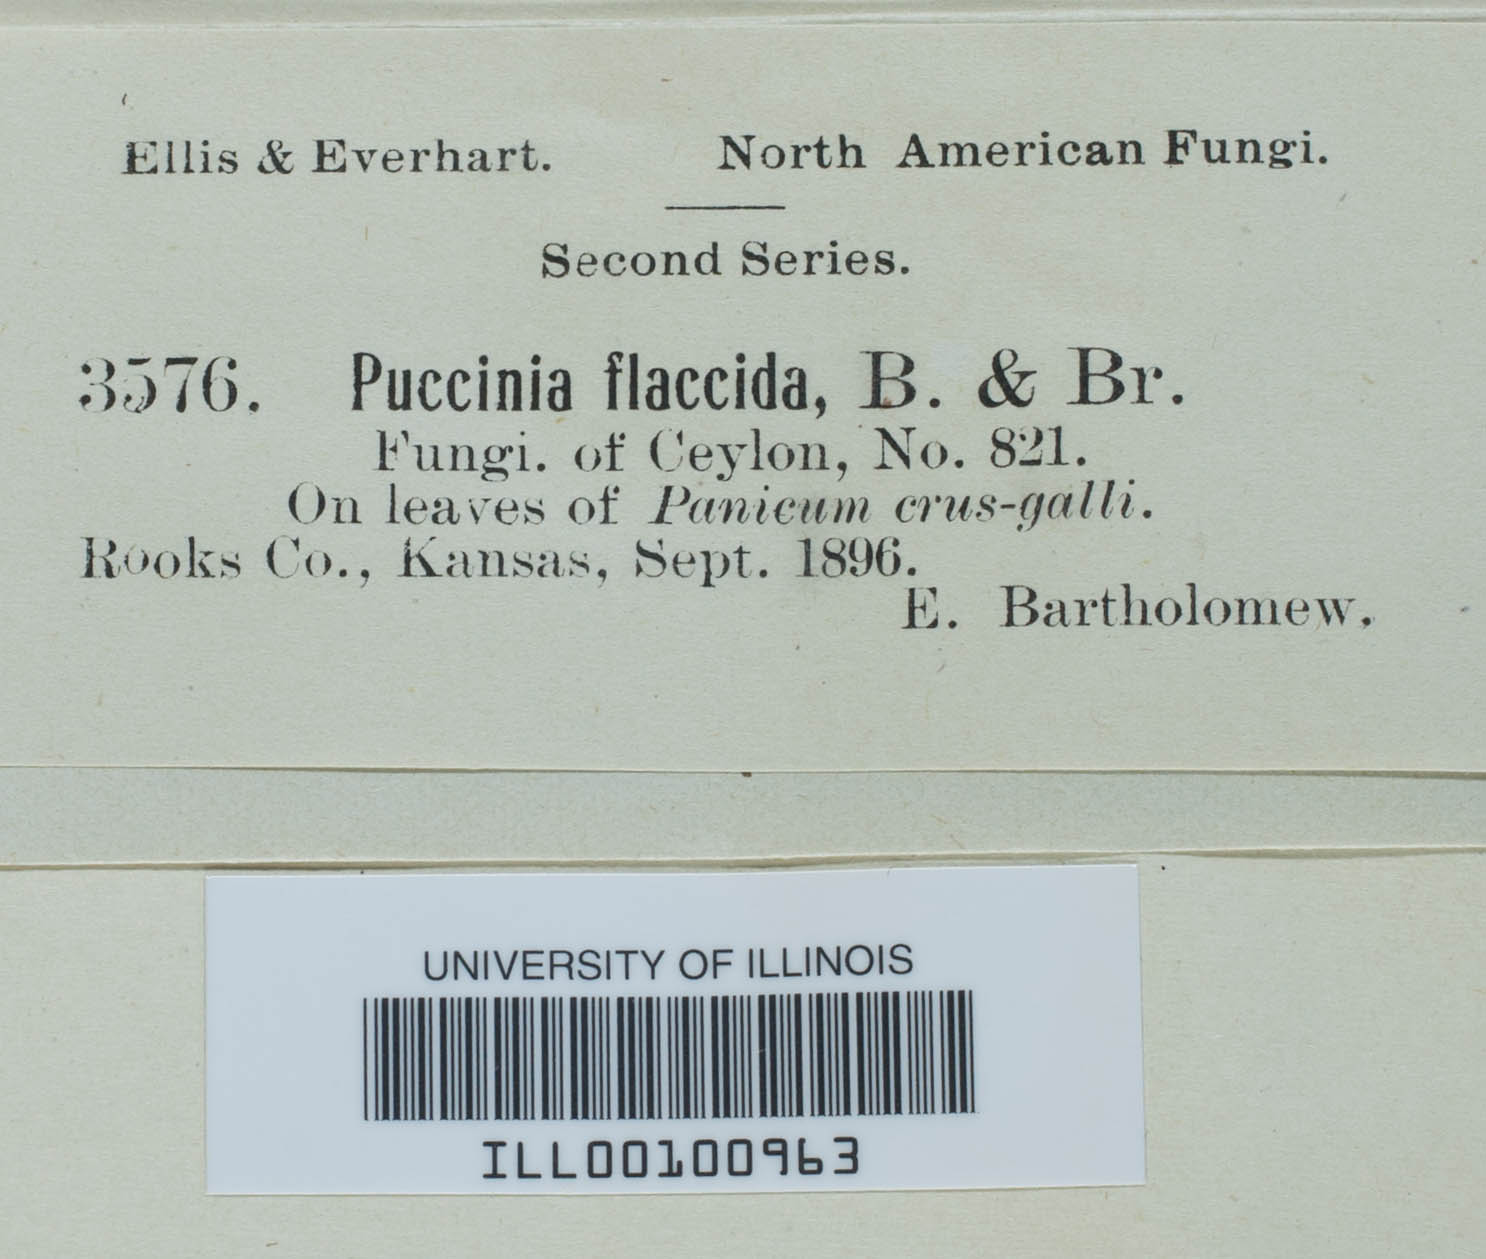 Ellis & Everhart. North American Fungi.
Second Series.
3576. Puccinia flaccida, B. & Br.
Fungi. of Ceylon, No. 821.
On leaves of Panicum crus-galli.
Rooks Co., Kansas, Sept. 1896.
E. Bartholomew.
UNIVERSITY OF ILLINOIS
ILL00100963